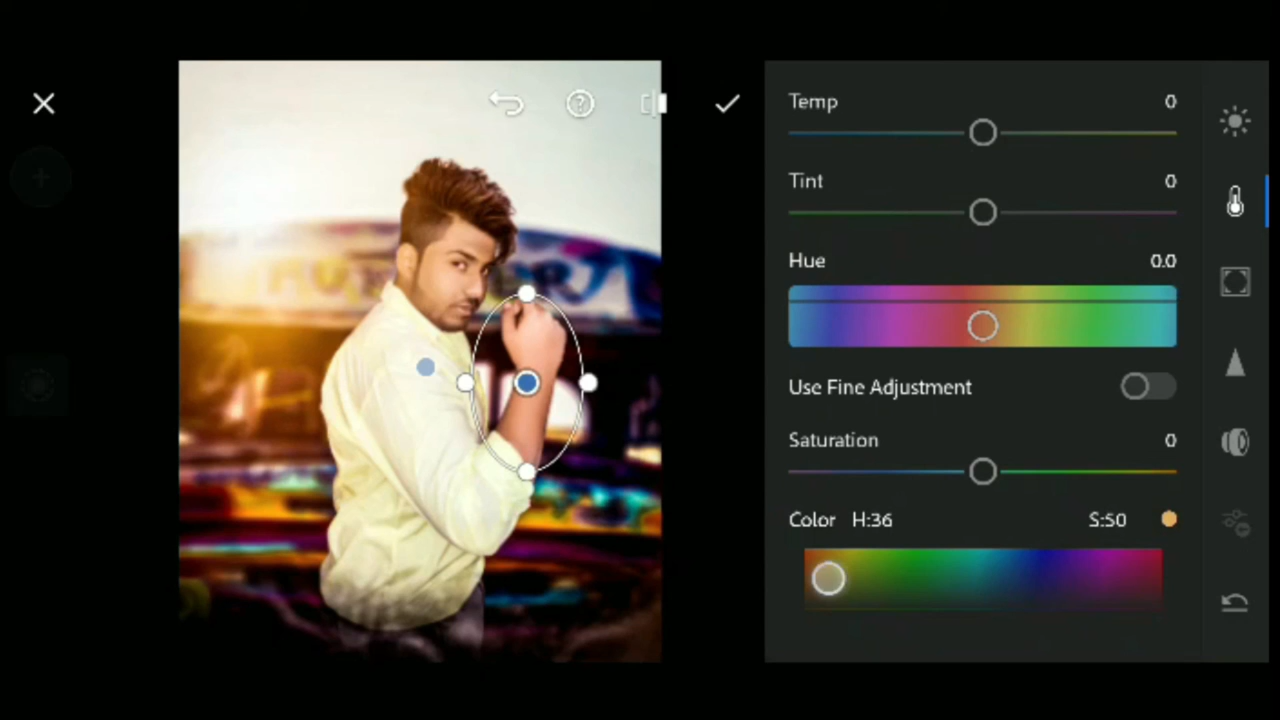 Temp 0
Tint 0
Hue 0.0
Use Fine Adjustment
Saturation 0
Color H:36 S:50